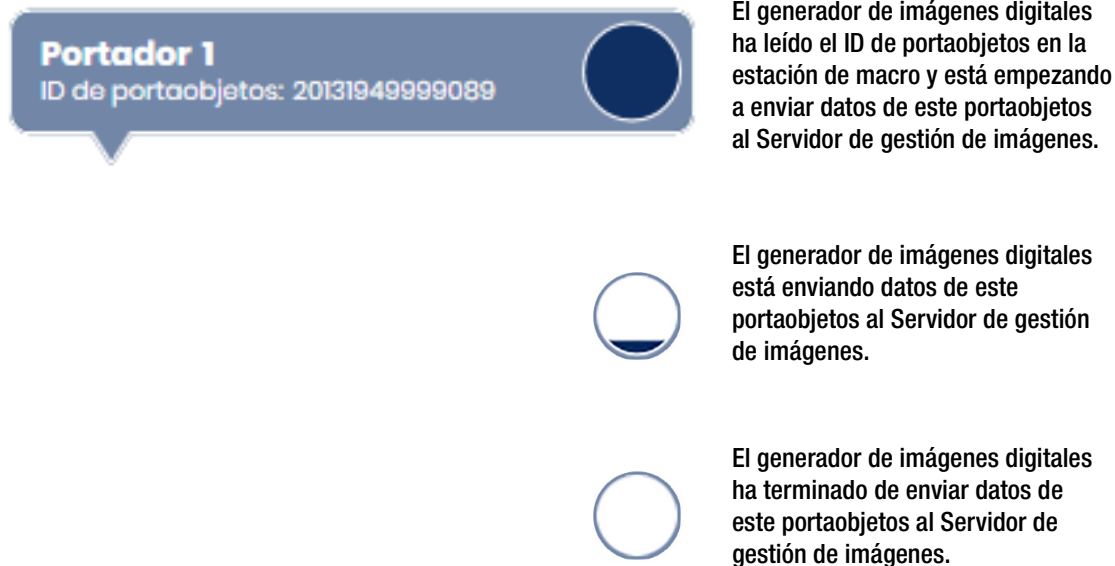 Portador 1
ID de portaobjetos: 20131949999089
El generador de imágenes digitales
ha leído el ID de portaobjetos en la
estación de macro y está empezando
a enviar datos de este portaobjetos
al Servidor de gestión de imágenes.
El generador de imágenes digitales
está enviando datos de este
portaobjetos al Servidor de gestión
de imágenes.
El generador de imágenes digitales
ha terminado de enviar datos de
este portaobjetos al Servidor de
gestión de imágenes.